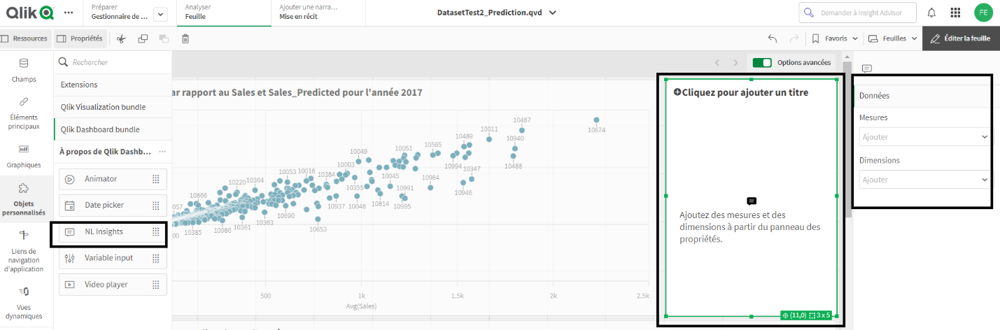 Qlik
Préparer
Gestionnaire de ...
Analyser
Feuille
Ajouter une narra...
Mise en récit
DatasetTest2_Prediction.qvd
Demander à Insight Advisor
FE
Ressources
Propriétés
Favoris
Feuilles
Éditer la feuille
Champs
Éléments
principaux
Graphiques
Objets
personnalisés
Liens de
navigation
d'application
Vues
dynamiques
Rechercher
Extensions
Qlik Visualization bundle
Qlik Dashboard bundle
À propos de Qlik Dashb...
Animator
Date picker
NL Insights
Variable input
Video player
Options avancées
ar rapport au Sales et Sales_Predicted pour l'année 2017
10487
10674
10011
10489
10940
10565
10051
10049
10994
10488
10003
10347
10053
10016
10384
10984
10946
10220
10364
10355
10045
10866
10991
10937
10048
10814
10995
057
10690
10363
10361
10986
10385
10653
00
500
1k
1.5k
2k
2.5k
Avg(Sales)
Cliquez pour ajouter un titre
Ajoutez des mesures et des
dimensions à partir du panneau des
propriétés.
(11,0) 3 x 5
Données
Mesures
Ajouter
Dimensions
Ajouter